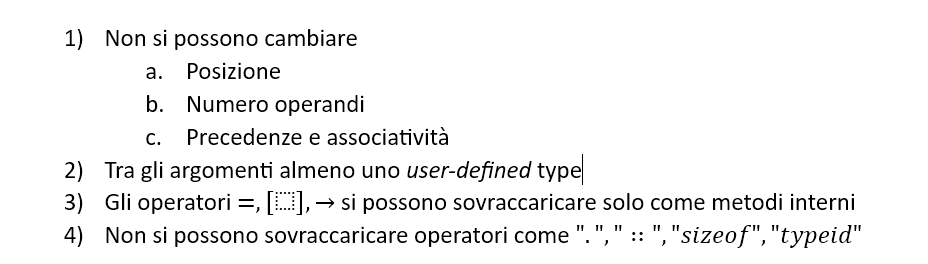 1) Non si possono cambiare
a. Posizione
b. Numero operandi
c. Precedenze e associatività
2) Tra gli argomenti almeno uno user-defined type
3) Gli operatori =, [⬚], → si possono sovraccaricare solo come metodi interni
4) Non si possono sovraccaricare operatori come ".", " :: ", "sizeof", "typeid"